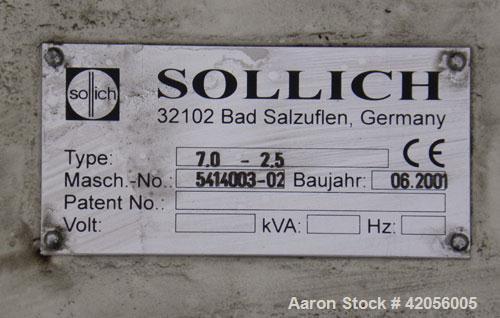 sollich
SOLLICH
32102 Bad Salzuflen, Germany
Type: 7.0 - 2.5 CE
Masch.-No.: 5414003-02 Baujahr: 06.2001
Patent No.:
Volt: kVA: Hz:
Aaron Stock # 42056005